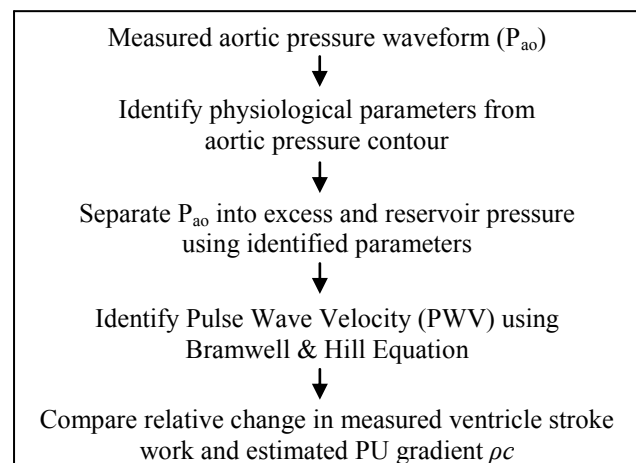 Measured aortic pressure waveform (Pao)
Identify physiological parameters from
aortic pressure contour
Separate Pao into excess and reservoir pressure
using identified parameters
Identify Pulse Wave Velocity (PWV) using
Bramwell & Hill Equation
Compare relative change in measured ventricle stroke
work and estimated PU gradient ρc